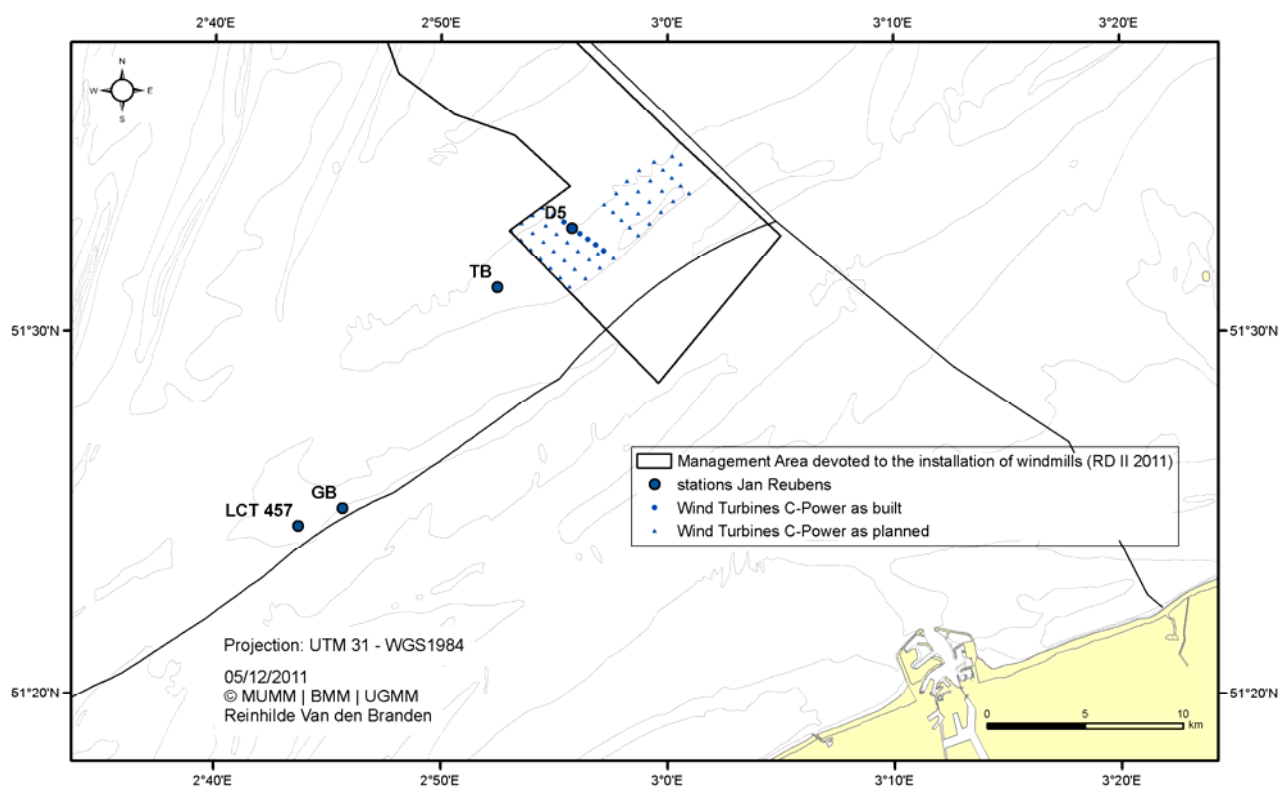 2°40'E 2°50'E 3°0'E 3°10'E 3°20'E
N
W E
S
D5
TB
51°30'N 51°30'N
Management Area devoted to the installation of windmills (RD II 2011)
stations Jan Reubens
Wind Turbines C-Power as built
Wind Turbines C-Power as planned
GB
LCT 457
Projection: UTM 31 - WGS1984
05/12/2011
© MUMM | BMM | UGMM
Reinhilde Van den Branden
51°20'N 51°20'N
0 5 10
km
2°40'E 2°50'E 3°0'E 3°10'E 3°20'E